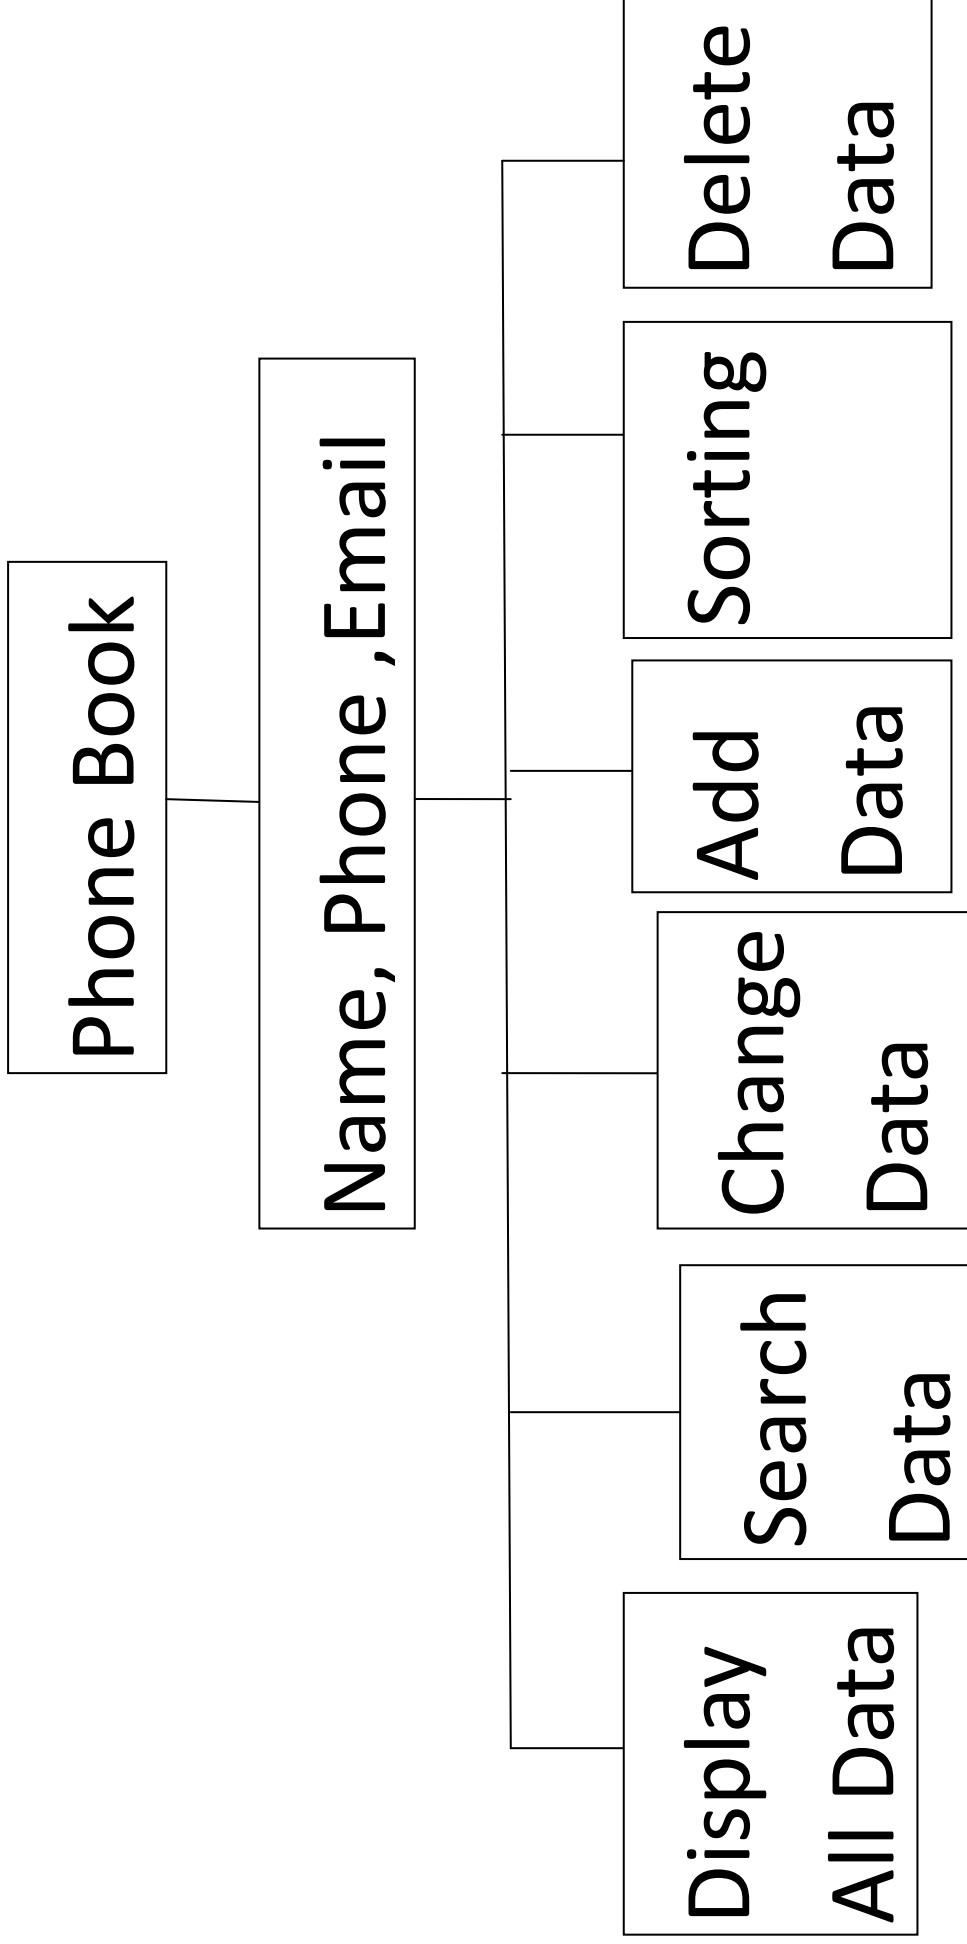 Phone Book
Name, Phone ,Email
Display
All Data
Search
Data
Change
Data
Add
Data
Sorting
Delete
Data